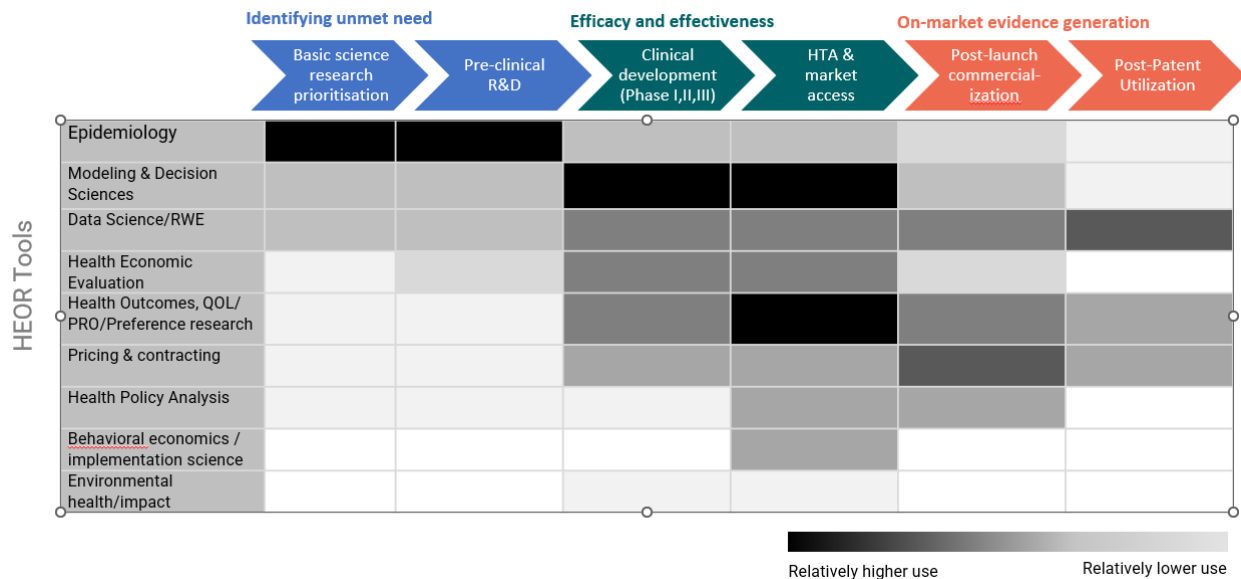 Identifying unmet need
Efficacy and effectiveness
On-market evidence generation
Basic science
research
prioritisation
Pre-clinical
R&D
Clinical
development
(Phase I,II,III)
HTA &
market
access
Post-launch
commercial-
ization
Post-Patent
Utilization
HEOR Tools
Epidemiology
Modeling & Decision
Sciences
Data Science/RWE
Health Economic
Evaluation
Health Outcomes, QOL/
PRO/Preference research
Pricing & contracting
Health Policy Analysis
Behavioral economics /
implementation science
Environmental
health/impact
Relatively higher use
Relatively lower use